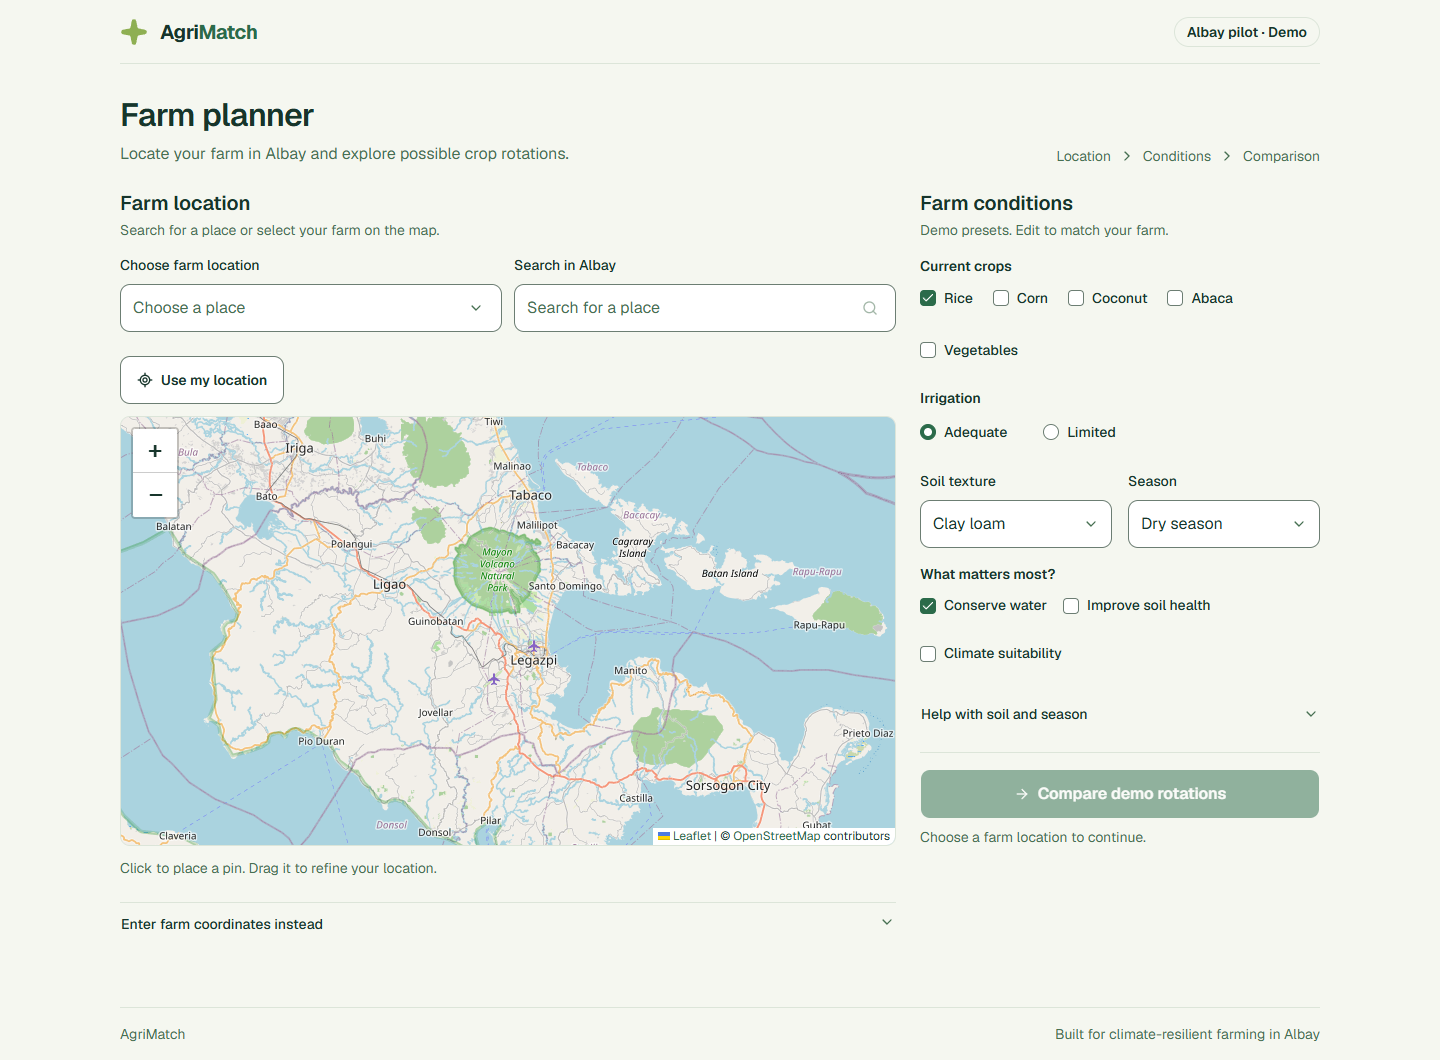 AgriMatch
Albay pilot · Demo
Farm planner
Locate your farm in Albay and explore possible crop rotations.
Location > Conditions > Comparison
Farm location
Search for a place or select your farm on the map.
Choose farm location
Search in Albay
Choose a place
Search for a place
Use my location
+
−
Baao
Bula
Iriga
Buhi
Tiwi
Malinao
Tabaco
Bato
Tabaco
Balatan
Malilipot
Bacacay
Polangui
Bacacay
Cagraray
Island
Mayon
Volcano
Natural
Park
Ligao
Santo Domingo
Batan Island
Rapu-Rapu
Guinobatan
Rapu-Rapu
Legazpi
Manito
Jovellar
Pio Duran
Prieto Diaz
Sorsogon City
Castilla
Claveria
Donsol
Donsol
Pilar
Gubat
Leaflet | © OpenStreetMap contributors
Click to place a pin. Drag it to refine your location.
Enter farm coordinates instead
Farm conditions
Demo presets. Edit to match your farm.
Current crops
Rice
Corn
Coconut
Abaca
Vegetables
Irrigation
Adequate
Limited
Soil texture
Season
Clay loam
Dry season
What matters most?
Conserve water
Improve soil health
Climate suitability
Help with soil and season
→ Compare demo rotations
Choose a farm location to continue.
AgriMatch
Built for climate-resilient farming in Albay